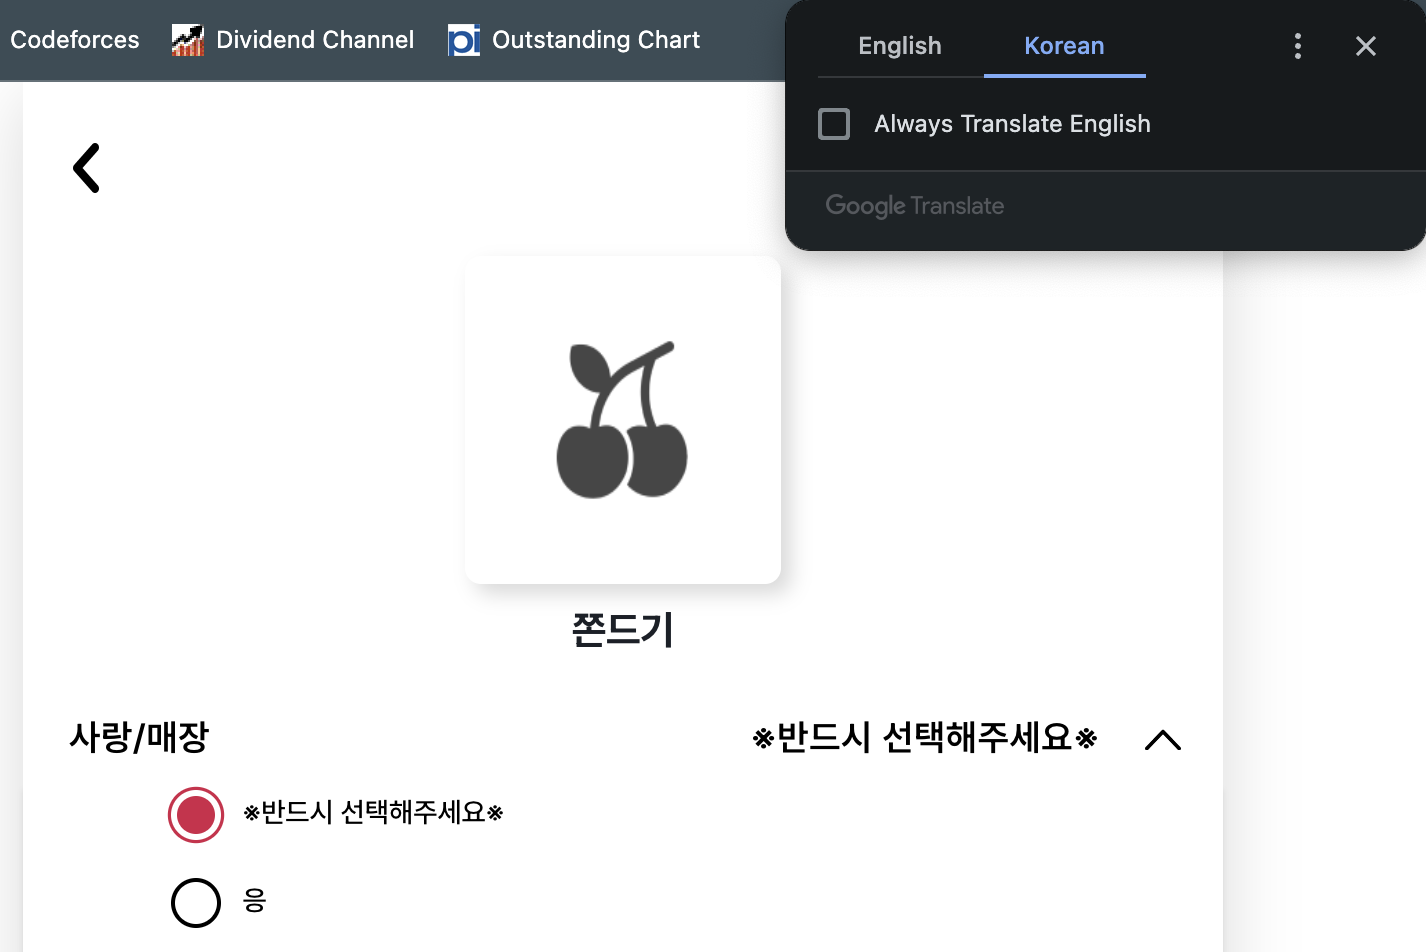 Codeforces Dividend Channel Outstanding Chart
English Korean
Always Translate English
Google Translate
쫀드기
사랑/매장 ※반드시 선택해주세요※
※반드시 선택해주세요※
응